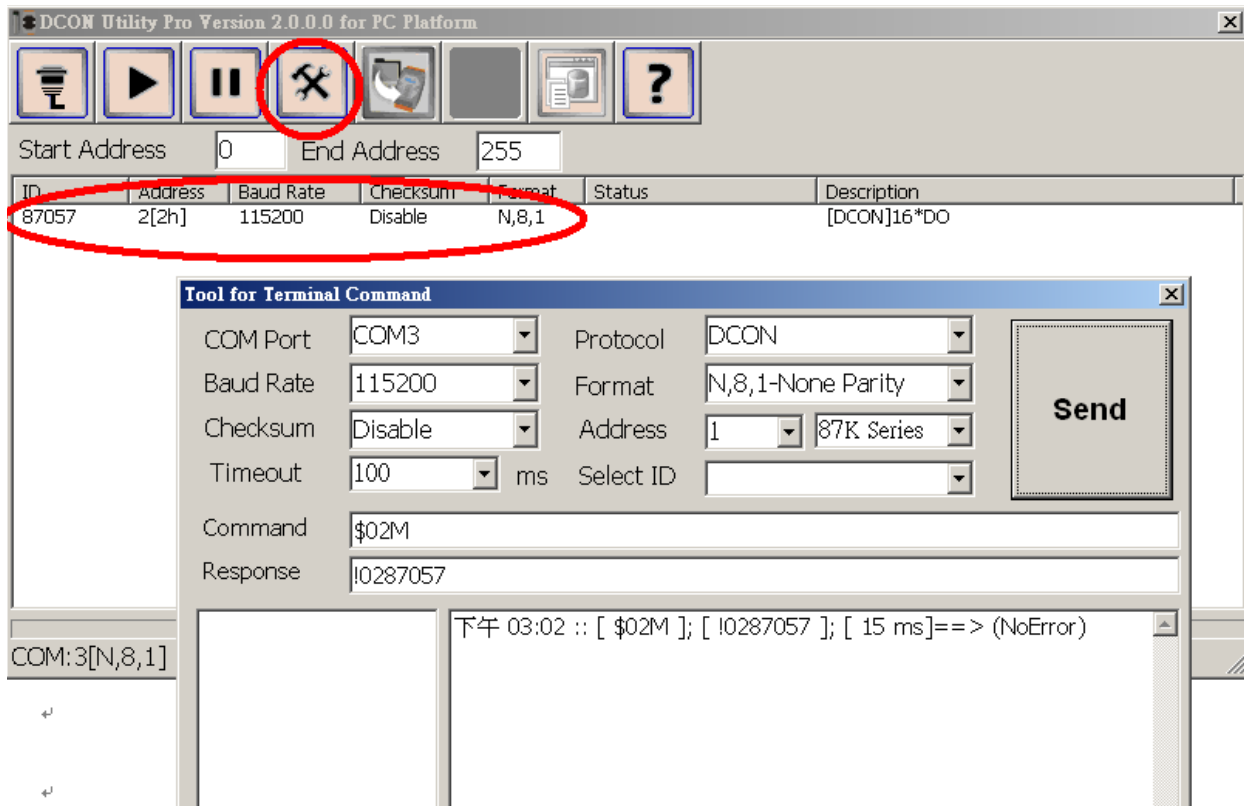 DCON Utility Pro Version 2.0.0.0 for PC Platform
Start Address 0 End Address 255
ID Address Baud Rate Checksum Format Status Description
87057 2[2h] 115200 Disable N,8,1 [DCON]16*DO
Tool for Terminal Command
COM Port COM3 Protocol DCON
Baud Rate 115200 Format N,8,1-None Parity
Send
Checksum Disable Address 1 87K Series
Timeout 100 ms Select ID
Command $02M
Response !0287057
下午 03:02 :: [ $02M ]; [ !0287057 ]; [ 15 ms]==> (NoError)
COM:3[N,8,1]